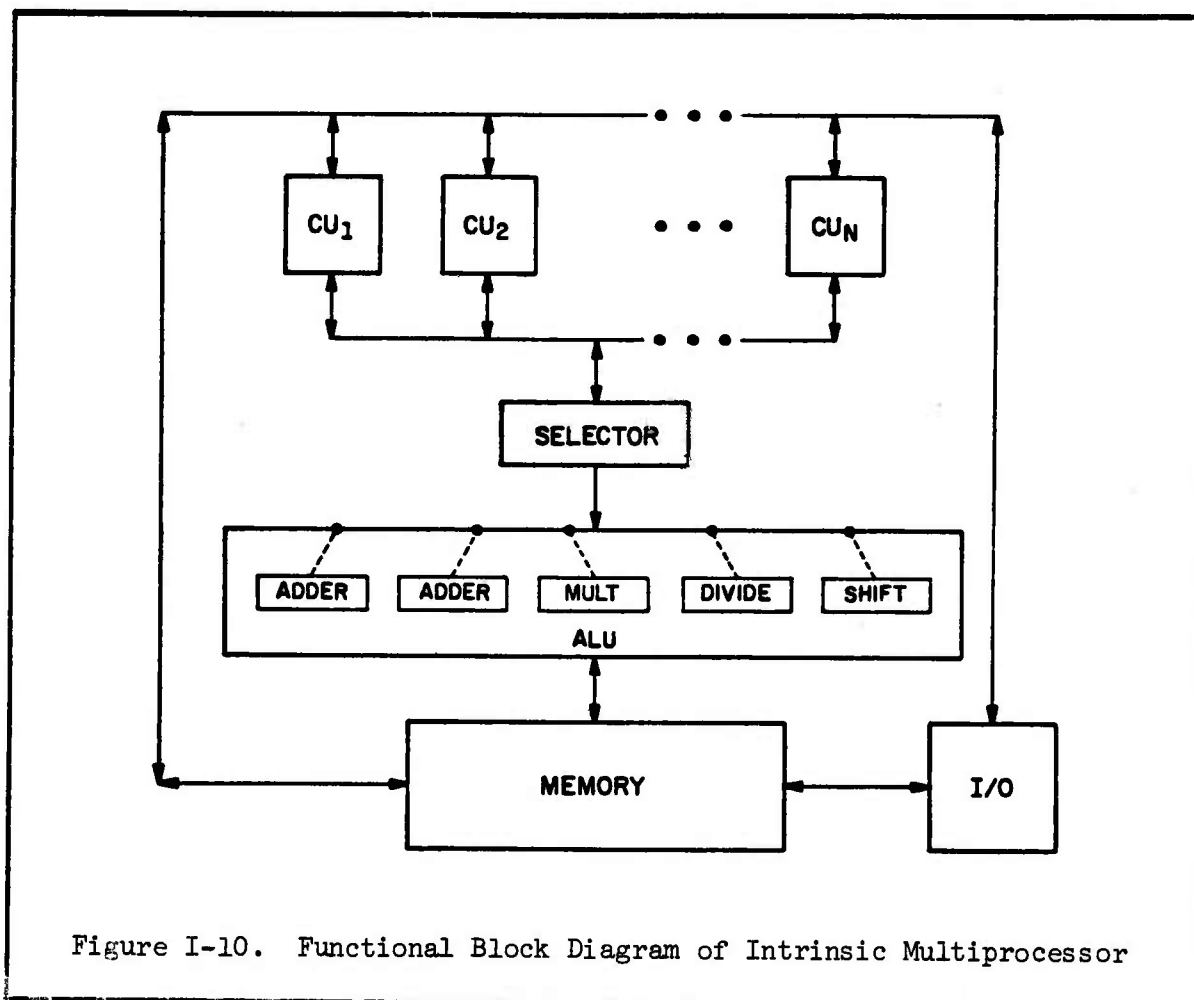 CU1 CU2 CUN
SELECTOR
ADDER ADDER MULT DIVIDE SHIFT
ALU
MEMORY I/O
Figure I-10. Functional Block Diagram of Intrinsic Multiprocessor